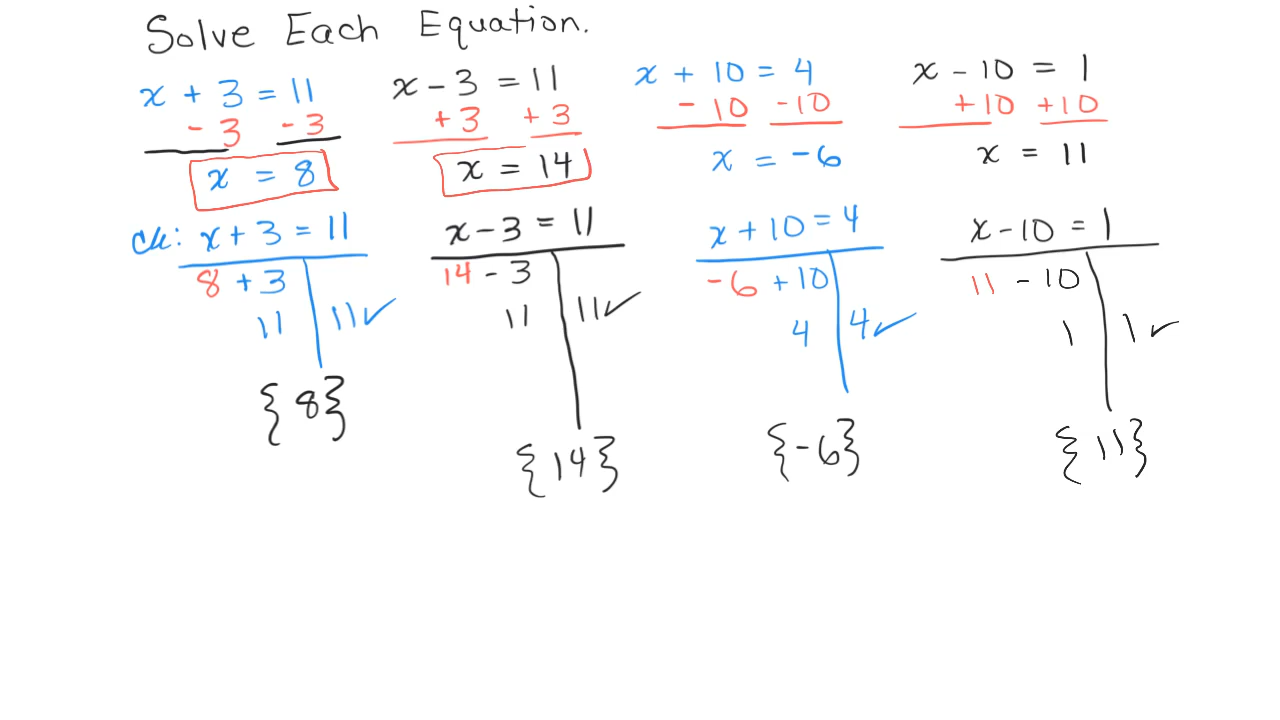 Solve Each Equation.
x + 3 = 11
- 3 - 3
x = 8
ch: x + 3 = 11
8 + 3
11 11✓
{8}
x - 3 = 11
+ 3 + 3
x = 14
x - 3 = 11
14 - 3
11 11✓
{14}
x + 10 = 4
- 10 - 10
x = -6
x + 10 = 4
-6 + 10
4 4✓
{-6}
x - 10 = 1
+10 +10
x = 11
x - 10 = 1
11 - 10
1 1✓
{11}